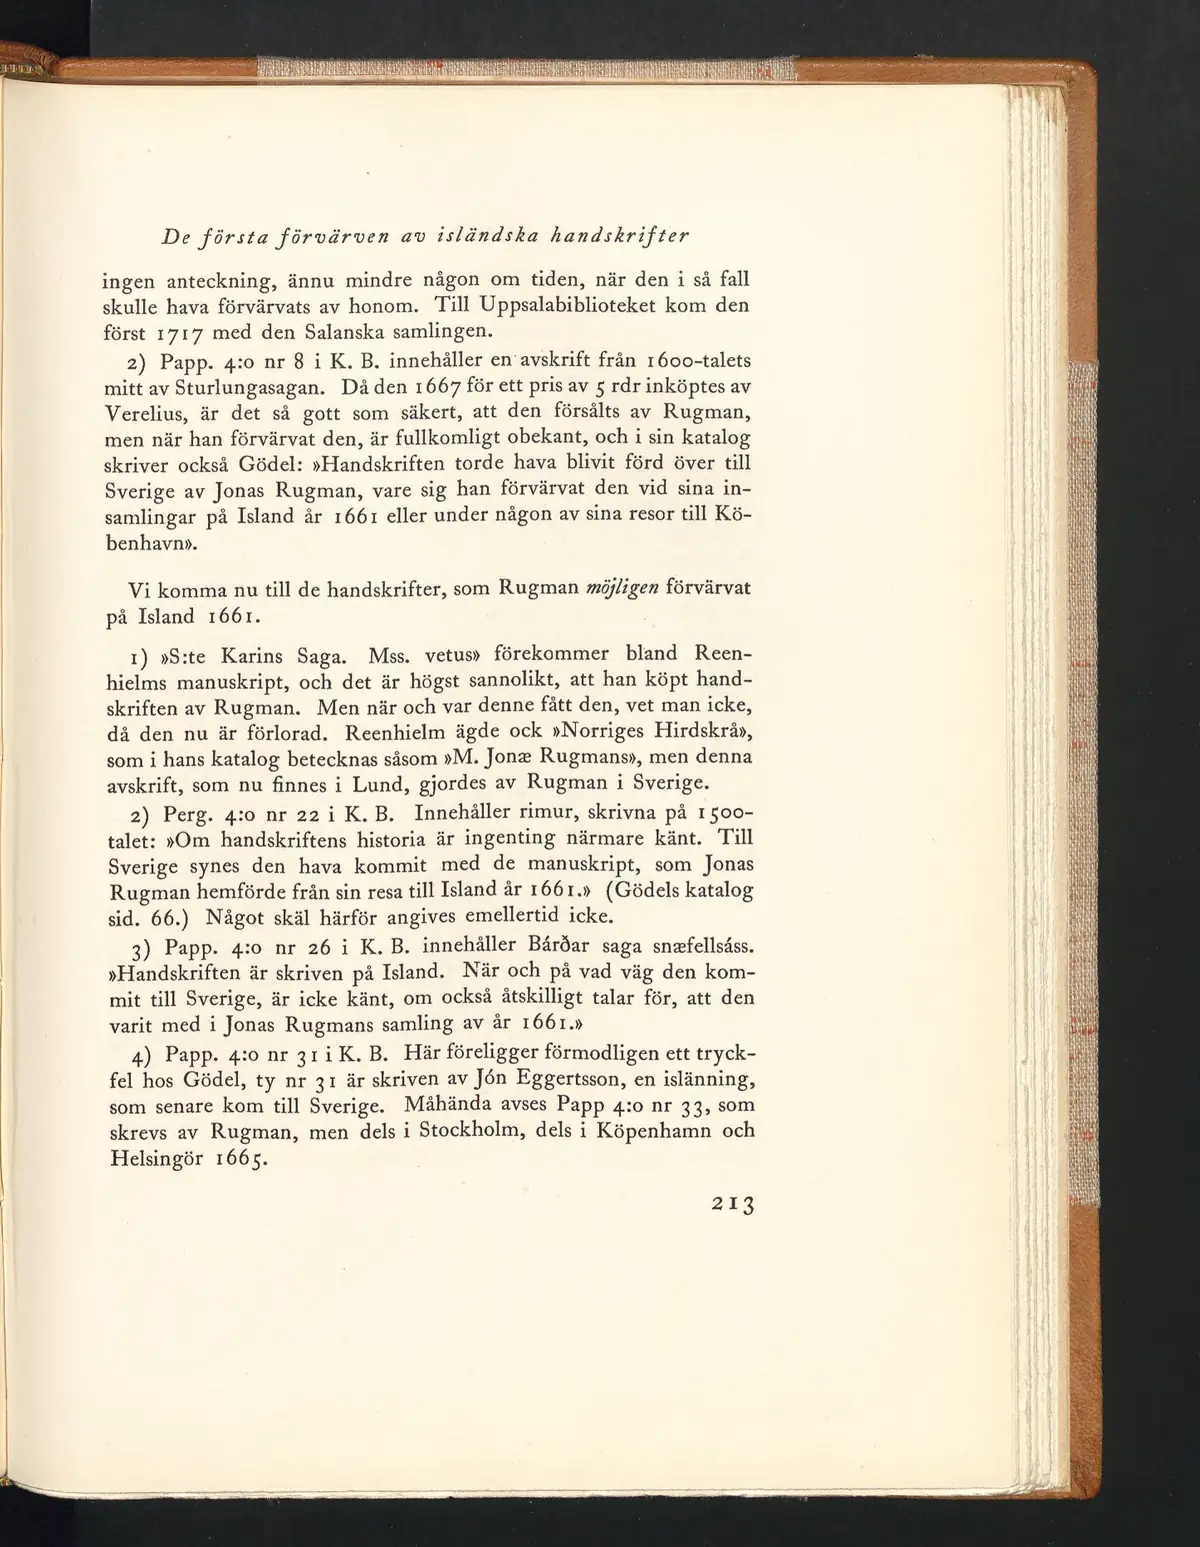 De första förvärven av isländska handskrifter
ingen anteckning, ännu mindre någon om tiden, när den i så fall
skulle hava förvärvats av honom. Till Uppsalabiblioteket kom den
först 1717 med den Salanska samlingen.
2) Papp. 4:o nr 8 i K. B. innehåller en avskrift från 1600-talets
mitt av Sturlungasagan. Då den 1667 för ett pris av 5 rdr inköptes av
Verelius, är det så gott som säkert, att den försålts av Rugman,
men när han förvärvat den, är fullkomligt obekant, och i sin katalog
skriver också Gödel: »Handskriften torde hava blivit förd över till
Sverige av Jonas Rugman, vare sig han förvärvat den vid sina in-
samlingar på Island år 1661 eller under någon av sina resor till Kö-
benhavn».
Vi komma nu till de handskrifter, som Rugman möjligen förvärvat
på Island 1661.
1) »S:te Karins Saga. Mss. vetus» förekommer bland Reen-
hielms manuskript, och det är högst sannolikt, att han köpt hand-
skriften av Rugman. Men när och var denne fått den, vet man icke,
då den nu är förlorad. Reenhielm ägde ock »Norriges Hirdskrå»,
som i hans katalog betecknas såsom »M. Jonæ Rugmans», men denna
avskrift, som nu finnes i Lund, gjordes av Rugman i Sverige.
2) Perg. 4:o nr 22 i K. B. Innehåller rimur, skrivna på 1500-
talet: »Om handskriftens historia är ingenting närmare känt. Till
Sverige synes den hava kommit med de manuskript, som Jonas
Rugman hemförde från sin resa till Island år 1661.» (Gödels katalog
sid. 66.) Något skäl härför angives emellertid icke.
3) Papp. 4:o nr 26 i K. B. innehåller Bárðar saga snæfellsáss.
»Handskriften är skriven på Island. När och på vad väg den kom-
mit till Sverige, är icke känt, om också åtskilligt talar för, att den
varit med i Jonas Rugmans samling av år 1661.»
4) Papp. 4:o nr 31 i K. B. Här föreligger förmodligen ett tryck-
fel hos Gödel, ty nr 31 är skriven av Jón Eggertsson, en islänning,
som senare kom till Sverige. Måhända avses Papp 4:o nr 33, som
skrevs av Rugman, men dels i Stockholm, dels i Köpenhamn och
Helsingör 1665.
213